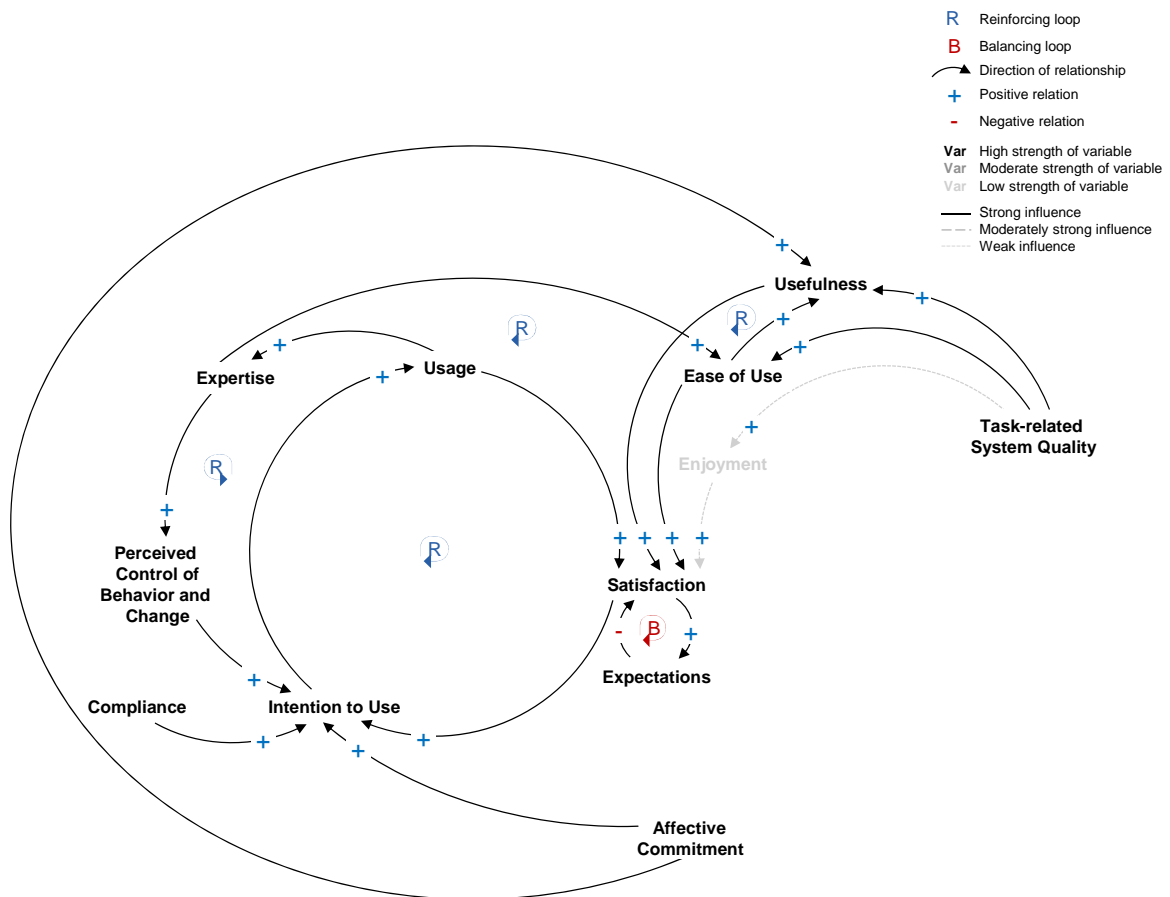 R Reinforcing loop
B Balancing loop
Direction of relationship
+ Positive relation
- Negative relation
Var High strength of variable
Var Moderate strength of variable
Var Low strength of variable
Strong influence
Moderately strong influence
Weak influence
+
Usefulness
+
R
R
+
+
+
+
Usage
+
Expertise
Ease of Use
Task-related
System Quality
+
Enjoyment
R
+
R
+ + + +
Perceived
Control of
Behavior and
Change
Satisfaction
- B +
Expectations
+
Compliance
Intention to Use
+
+
+
Affective
Commitment